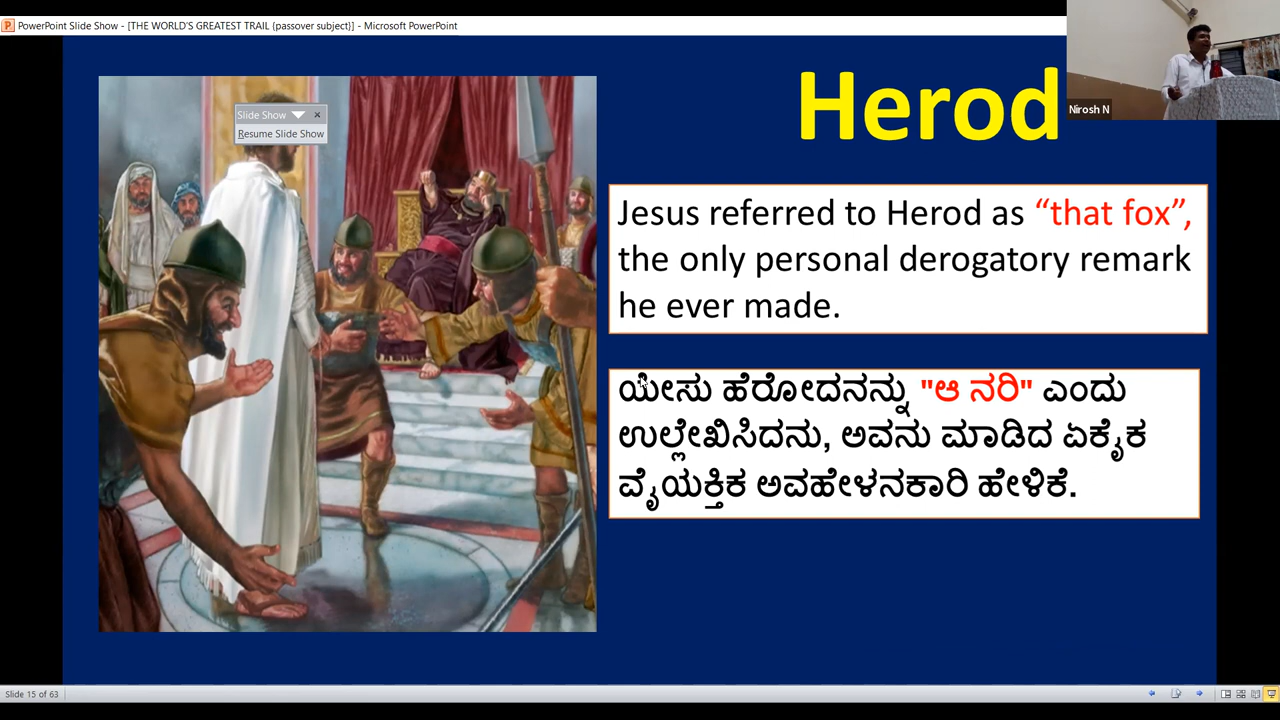 PowerPoint Slide Show - [THE WORLD'S GREATEST TRAIL (passover subject}] - Microsoft PowerPoint
Slide Show
Resume Slide Show
Nirosh N
Herod
Jesus referred to Herod as “that fox”,
the only personal derogatory remark
he ever made.
ಯೇಸು ಹೆರೋದನನ್ನು "ಆ ನರಿ" ಎಂದು
ಉಲ್ಲೇಖಿಸಿದನು, ಅವನು ಮಾಡಿದ ಏಕೈಕ
ವೈಯಕ್ತಿಕ ಅವಹೇಳನಕಾರಿ ಹೇಳಿಕೆ.
Slide 15 of 63